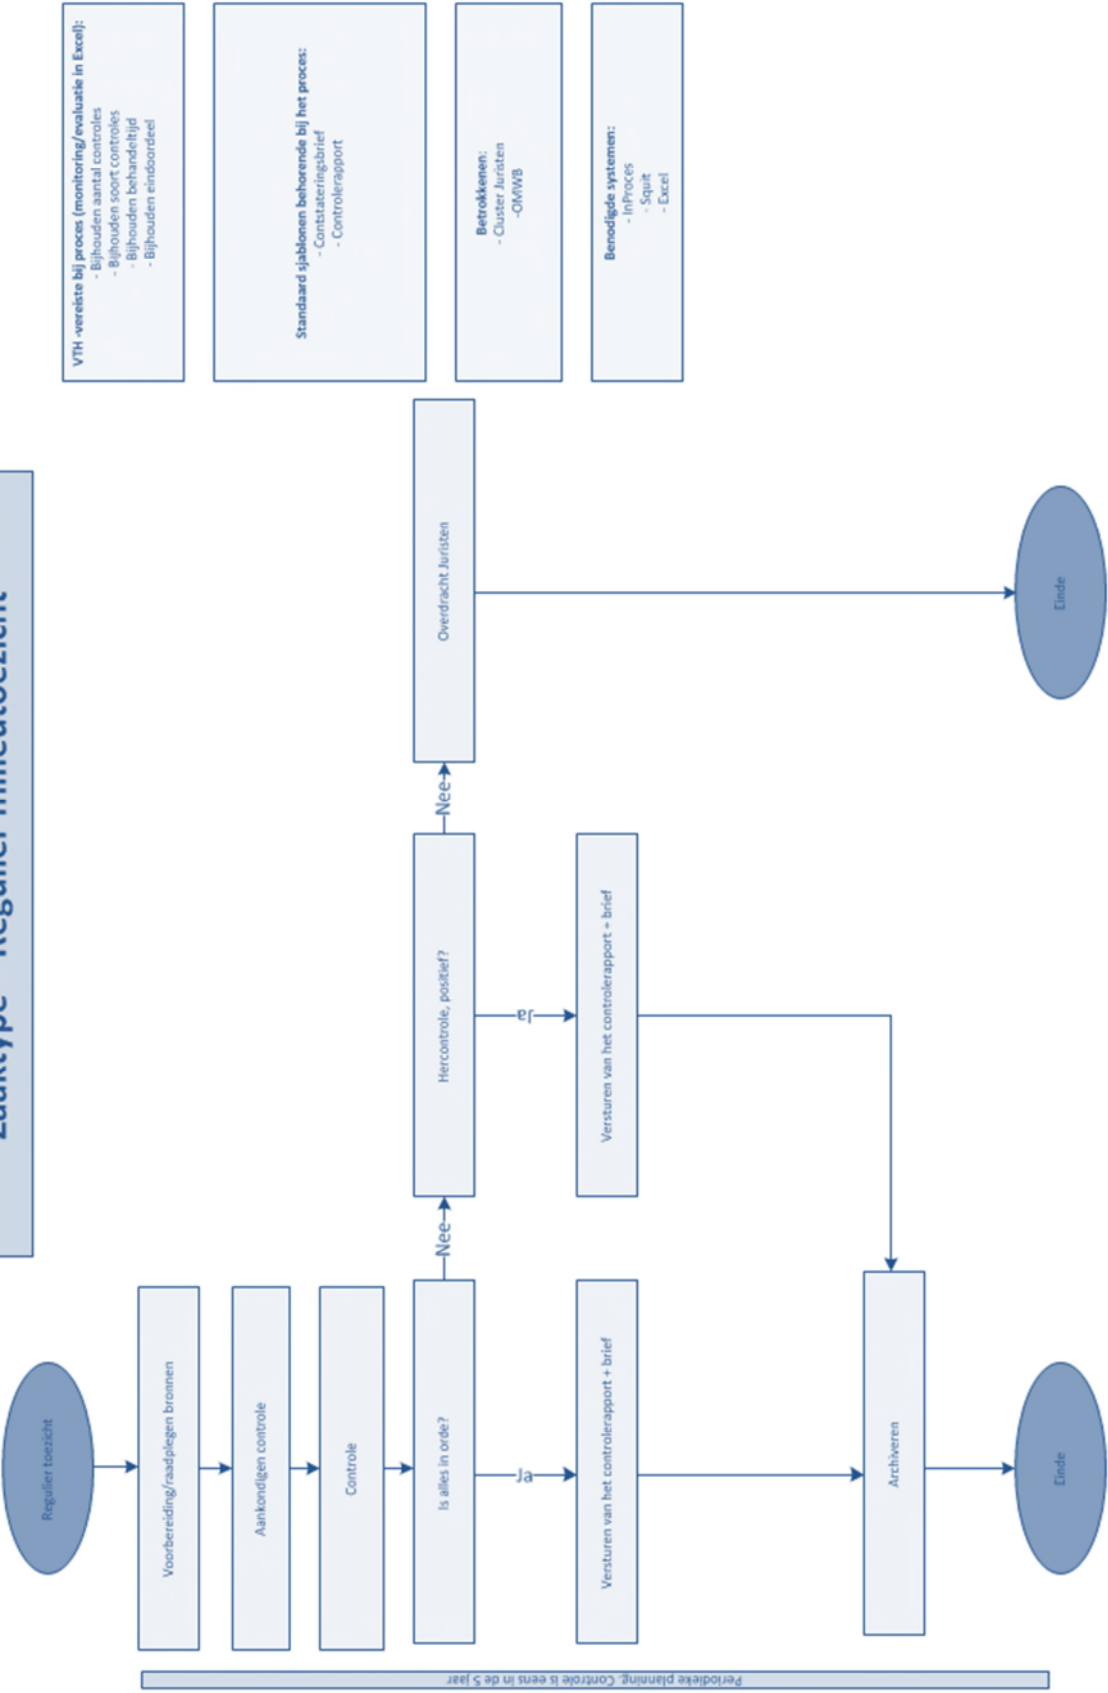 Zaaktype Regulier milieutoezicht
Regulier toezicht
Voorbereiding/raadplegen bronnen
Aankondigen controle
Controle
Is alles in orde?
Nee
Hercontrole, positief?
Nee
Overdracht Juristen
Ja
Ja
Versturen van het controlerapport + brief
Versturen van het controlerapport + brief
Archiveren
Einde
Einde
Periodieke planning. Controle is eens in de 5 jaar
VTH -vereiste bij proces (monitoring/evaluatie in Excel):
- Bijhouden aantal controles
- Bijhouden soort controles
- Bijhouden behandeltijd
- Bijhouden eindoordeel
Standaard sjablonen behorende bij het proces:
- Contstateringsbrief
- Controlerapport
Betrokkenen:
- Cluster Juristen
-OMWB
Benodigde systemen:
- InProces
- Squit
- Excel